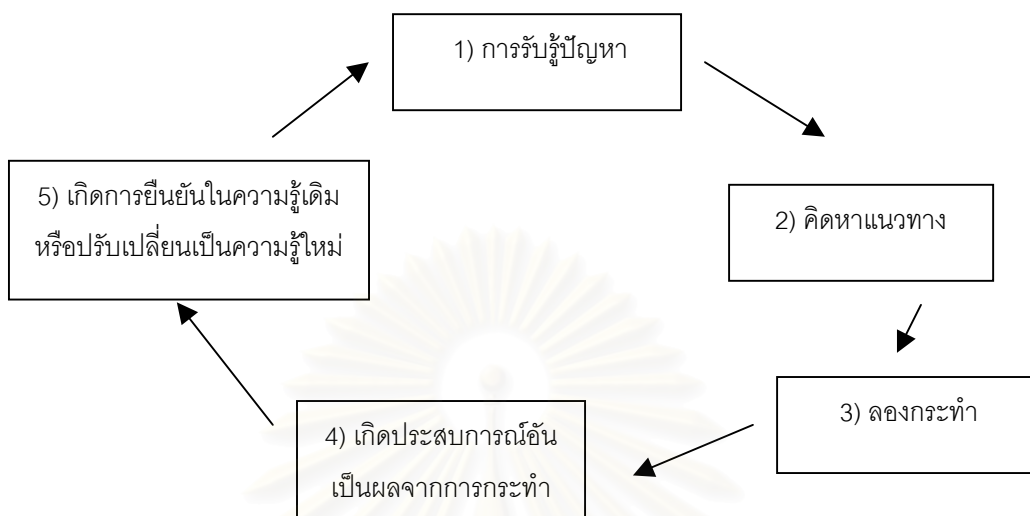 1) การรับรู้ปัญหา
2) คิดหาแนวทาง
3) ลองกระทำ
4) เกิดประสบการณ์อัน
เป็นผลจากการกระทำ
5) เกิดการยืนยันในความรู้เดิม
หรือปรับเปลี่ยนเป็นความรู้ใหม่